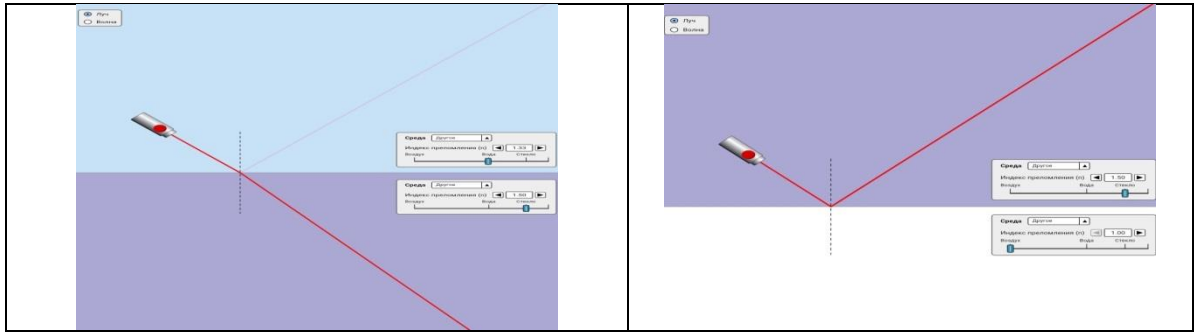 Луч
Волна
Среда Другое
Индекс преломления (n) 1.33
Воздух Вода Стекло
Среда Другое
Индекс преломления (n) 1.50
Воздух Вода Стекло
Луч
Волна
Среда Другое
Индекс преломления (n) 1.50
Воздух Вода Стекло
Среда Другое
Индекс преломления (n) 1.00
Воздух Вода Стекло